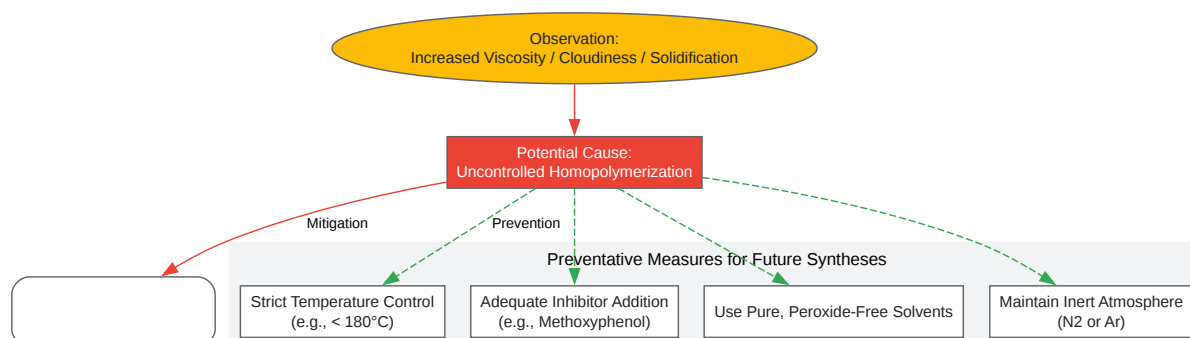 Observation:
Increased Viscosity / Cloudiness / Solidification
Potential Cause:
Uncontrolled Homopolymerization
Mitigation
Prevention
Preventative Measures for Future Syntheses
Strict Temperature Control
(e.g., < 180°C)
Adequate Inhibitor Addition
(e.g., Methoxyphenol)
Use Pure, Peroxide-Free Solvents
Maintain Inert Atmosphere
(N2 or Ar)